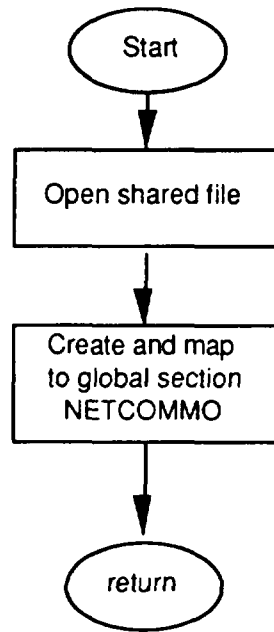 Start
Open shared file
Create and map
to global section
NETCOMMO
return